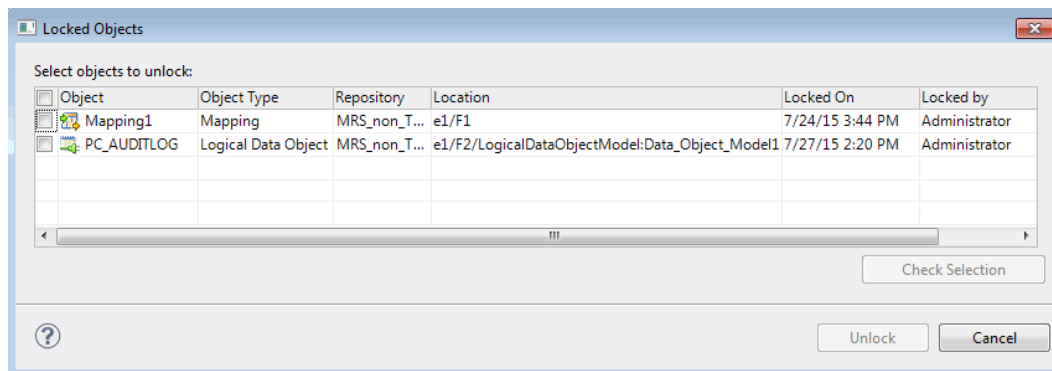 Locked Objects
Select objects to unlock:
Object Object Type Repository Location Locked On Locked by
Mapping1 Mapping MRS_non_T... e1/F1 7/24/15 3:44 PM Administrator
PC_AUDITLOG Logical Data Object MRS_non_T... e1/F2/LogicalDataObjectModel:Data_Object_Model1 7/27/15 2:20 PM Administrator
Check Selection
Unlock Cancel